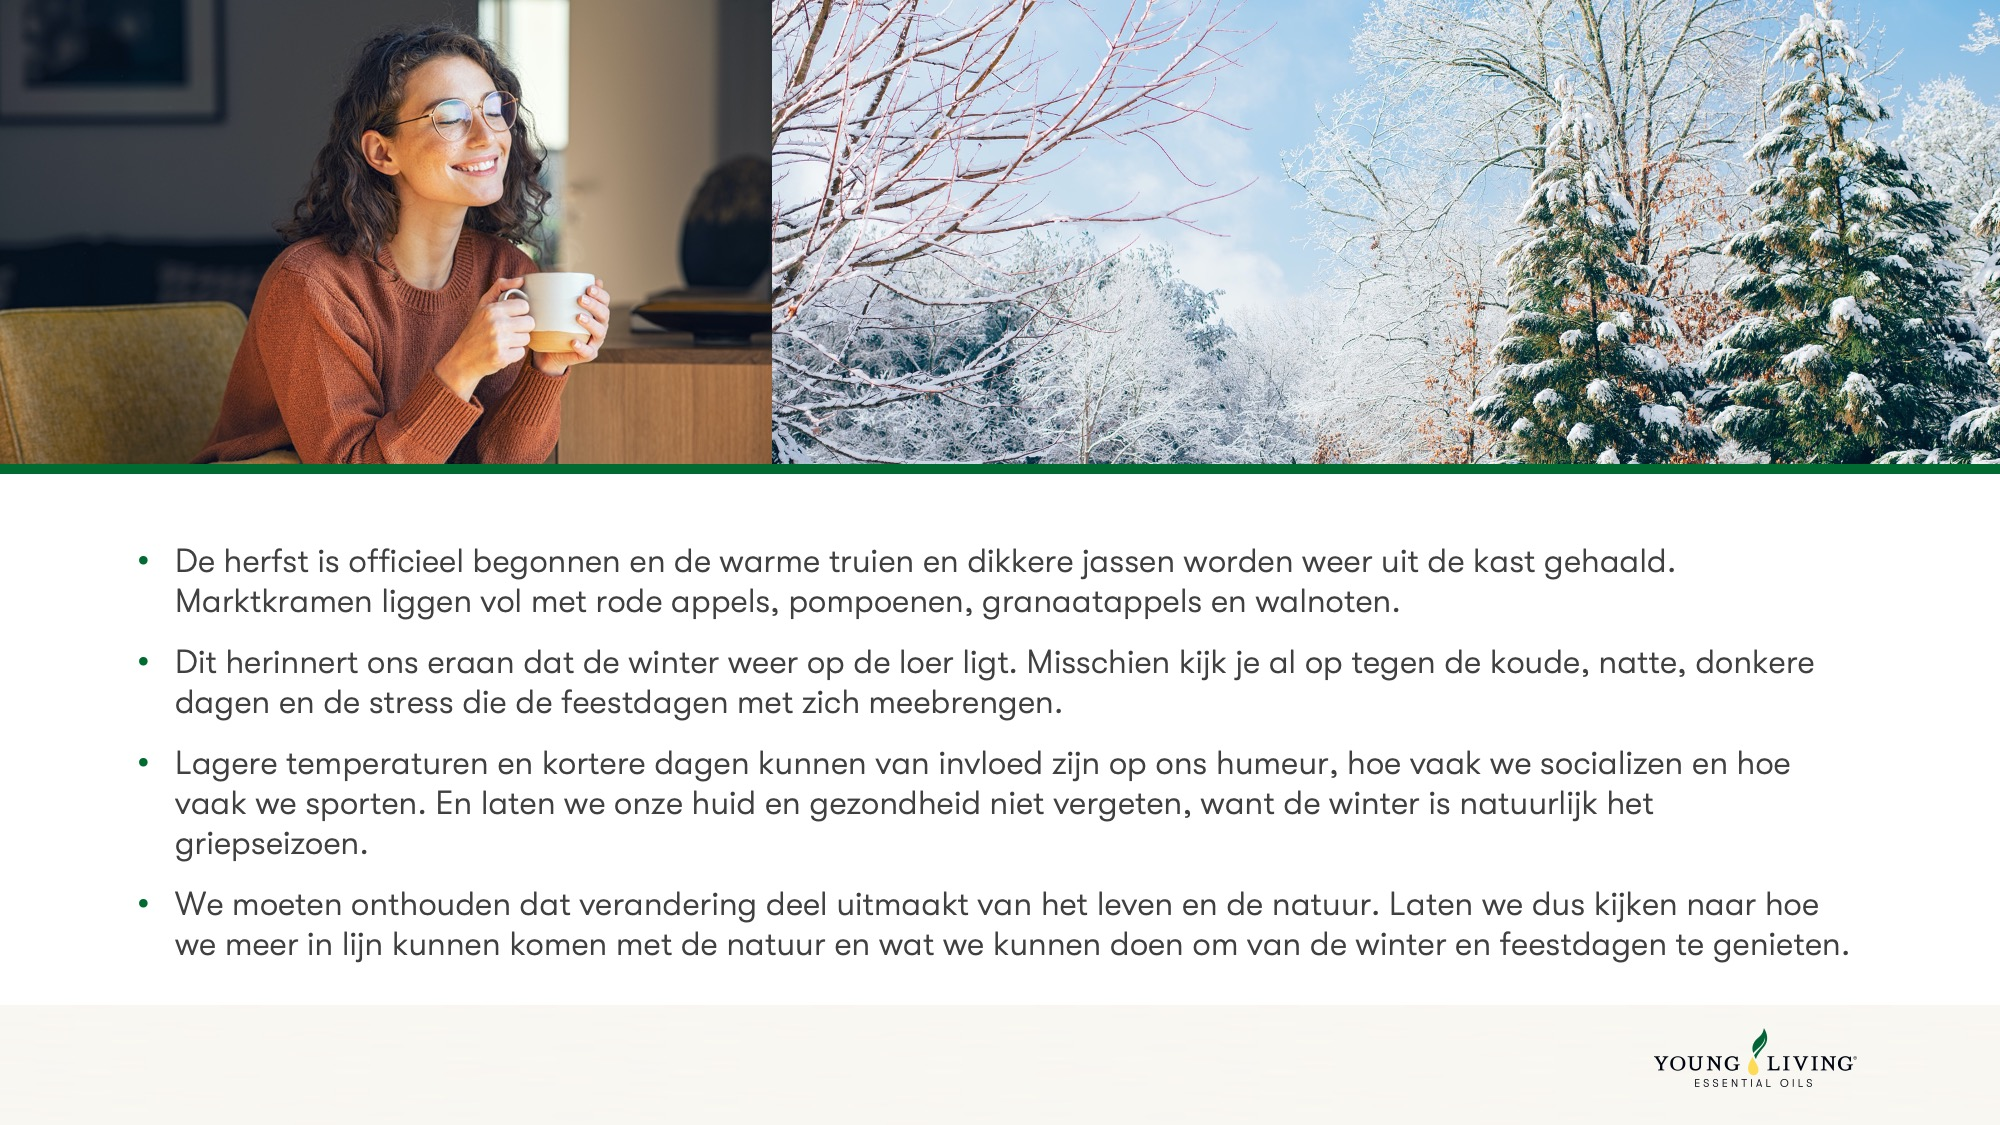 • De herfst is officieel begonnen en de warme truien en dikkere jassen worden weer uit de kast gehaald.
Marktkramen liggen vol met rode appels, pompoenen, granaatappels en walnoten.
• Dit herinnert ons eraan dat de winter weer op de loer ligt. Misschien kijk je al op tegen de koude, natte, donkere
dagen en de stress die de feestdagen met zich meebrengen.
• Lagere temperaturen en kortere dagen kunnen van invloed zijn op ons humeur, hoe vaak we socializen en hoe
vaak we sporten. En laten we onze huid en gezondheid niet vergeten, want de winter is natuurlijk het
griepseizoen.
• We moeten onthouden dat verandering deel uitmaakt van het leven en de natuur. Laten we dus kijken naar hoe
we meer in lijn kunnen komen met de natuur en wat we kunnen doen om van de winter en feestdagen te genieten.
YOUNG LIVING®
ESSENTIAL OILS